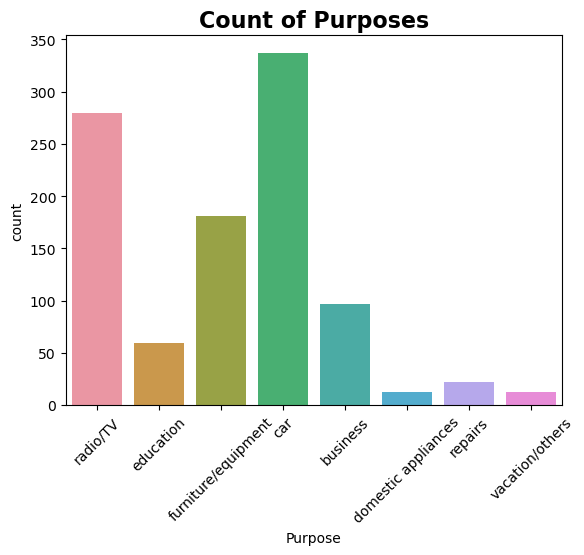 Count of Purposes
count
350
300
250
200
150
100
50
0
radio/TV
education
furniture/equipment
car
business
domestic appliances
repairs
vacation/others
Purpose